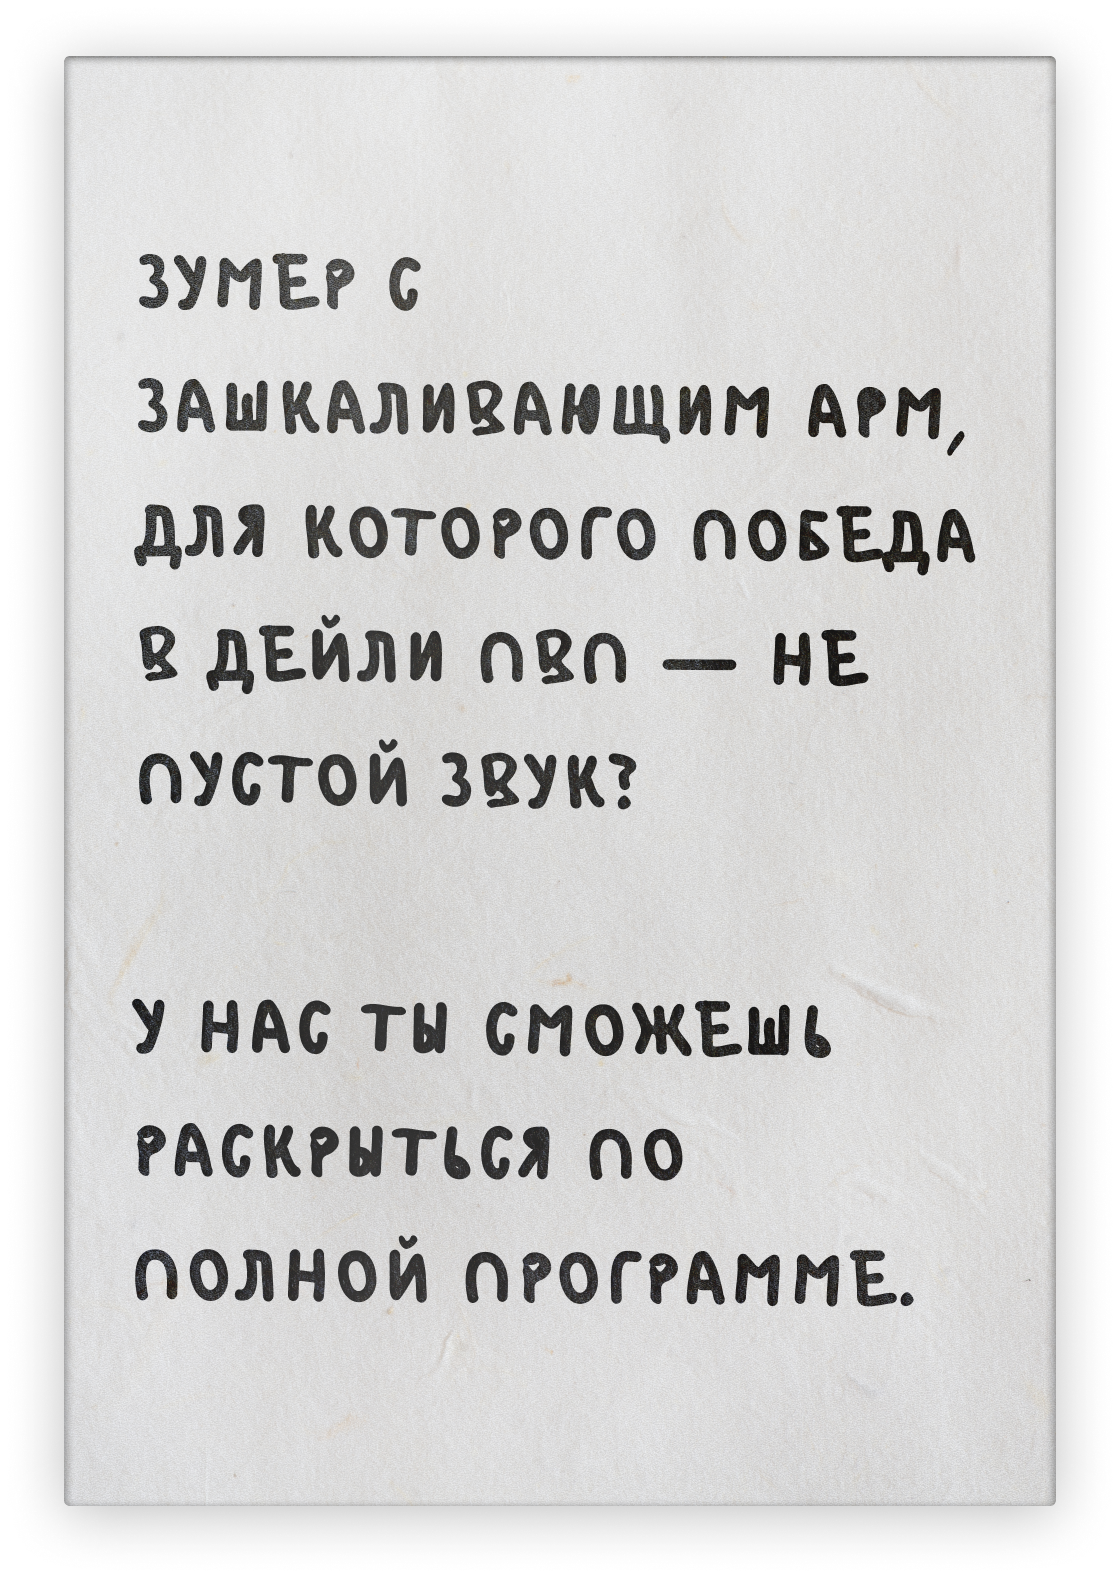 ЗУМЕР С
ЗАШКАЛИВАЮЩИМ АРМ,
ДЛЯ КОТОРОГО ПОБЕДА
В ДЕЙЛИ ПВП — НЕ
ПУСТОЙ ЗВУК?
У НАС ТЫ СМОЖЕШЬ
РАСКРЫТЬСЯ ПО
ПОЛНОЙ ПРОГРАММЕ.